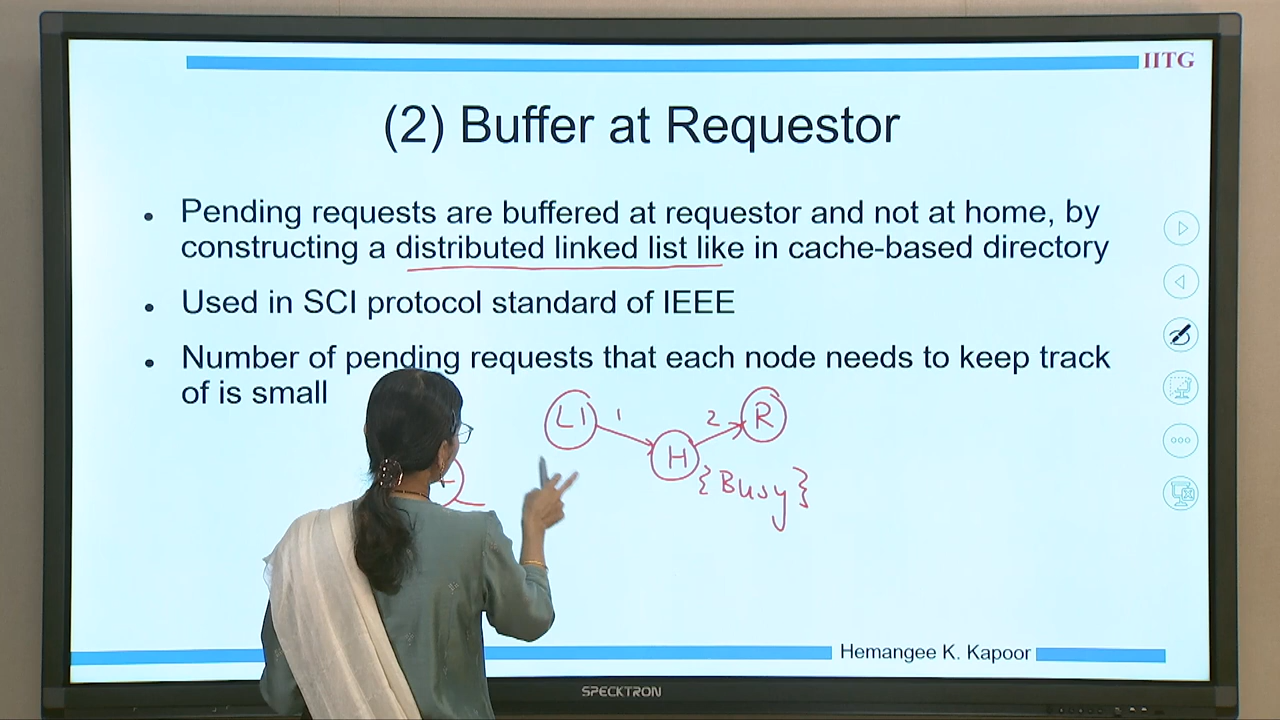 IITG
(2) Buffer at Requestor
• Pending requests are buffered at requestor and not at home, by
constructing a distributed linked list like in cache-based directory
• Used in SCI protocol standard of IEEE
• Number of pending requests that each node needs to keep track
of is small
L1 1 2 R
H
{Busy}
Hemangee K. Kapoor
SPECKTRON